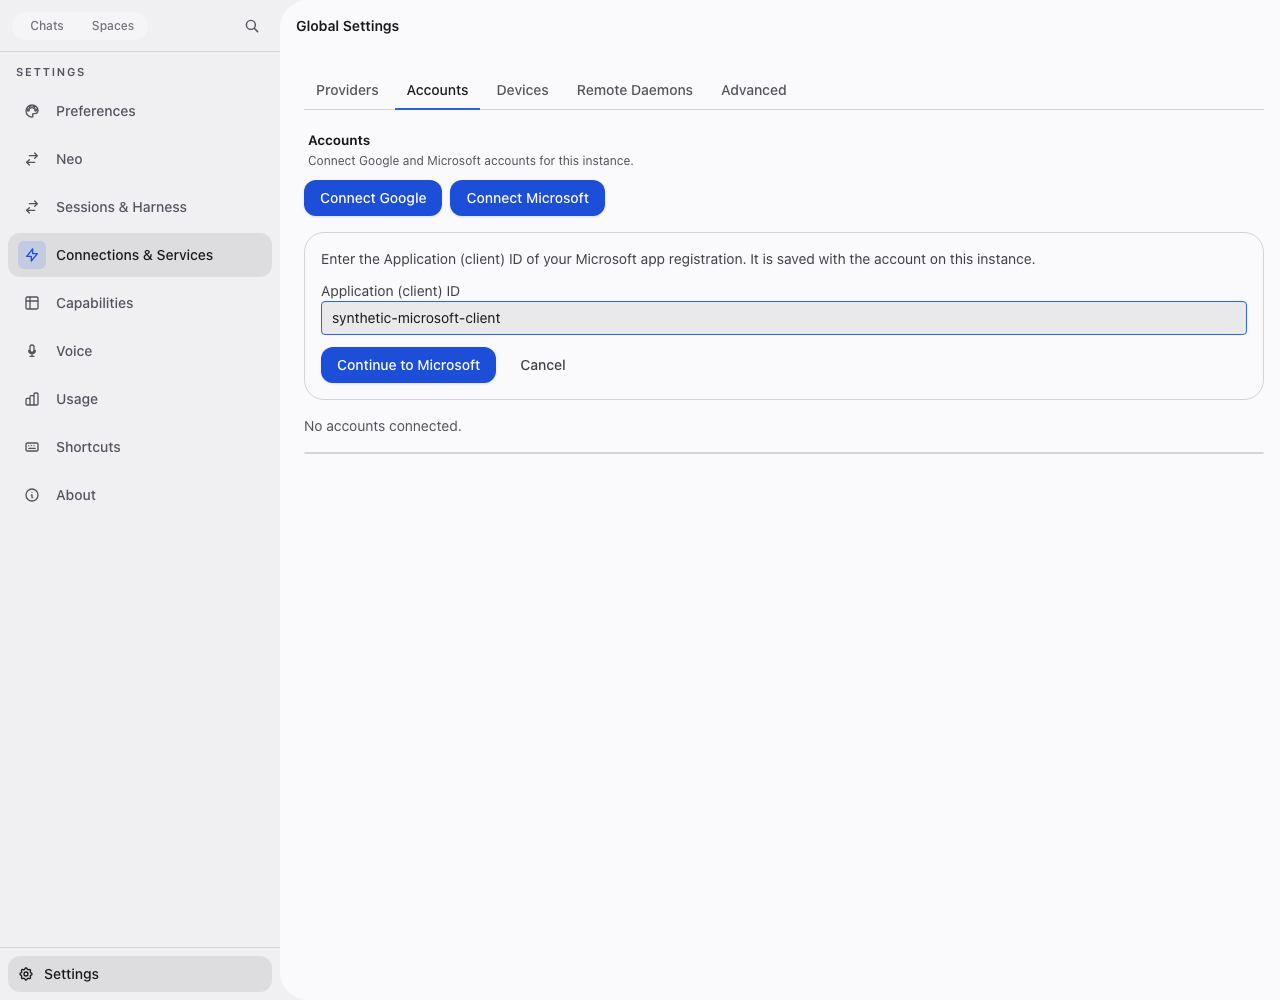 Chats
Spaces
SETTINGS
Preferences
Neo
Sessions & Harness
Connections & Services
Capabilities
Voice
Usage
Shortcuts
About
Settings
Global Settings
Providers
Accounts
Devices
Remote Daemons
Advanced
Accounts
Connect Google and Microsoft accounts for this instance.
Connect Google
Connect Microsoft
Enter the Application (client) ID of your Microsoft app registration. It is saved with the account on this instance.
Application (client) ID
synthetic-microsoft-client
Continue to Microsoft
Cancel
No accounts connected.